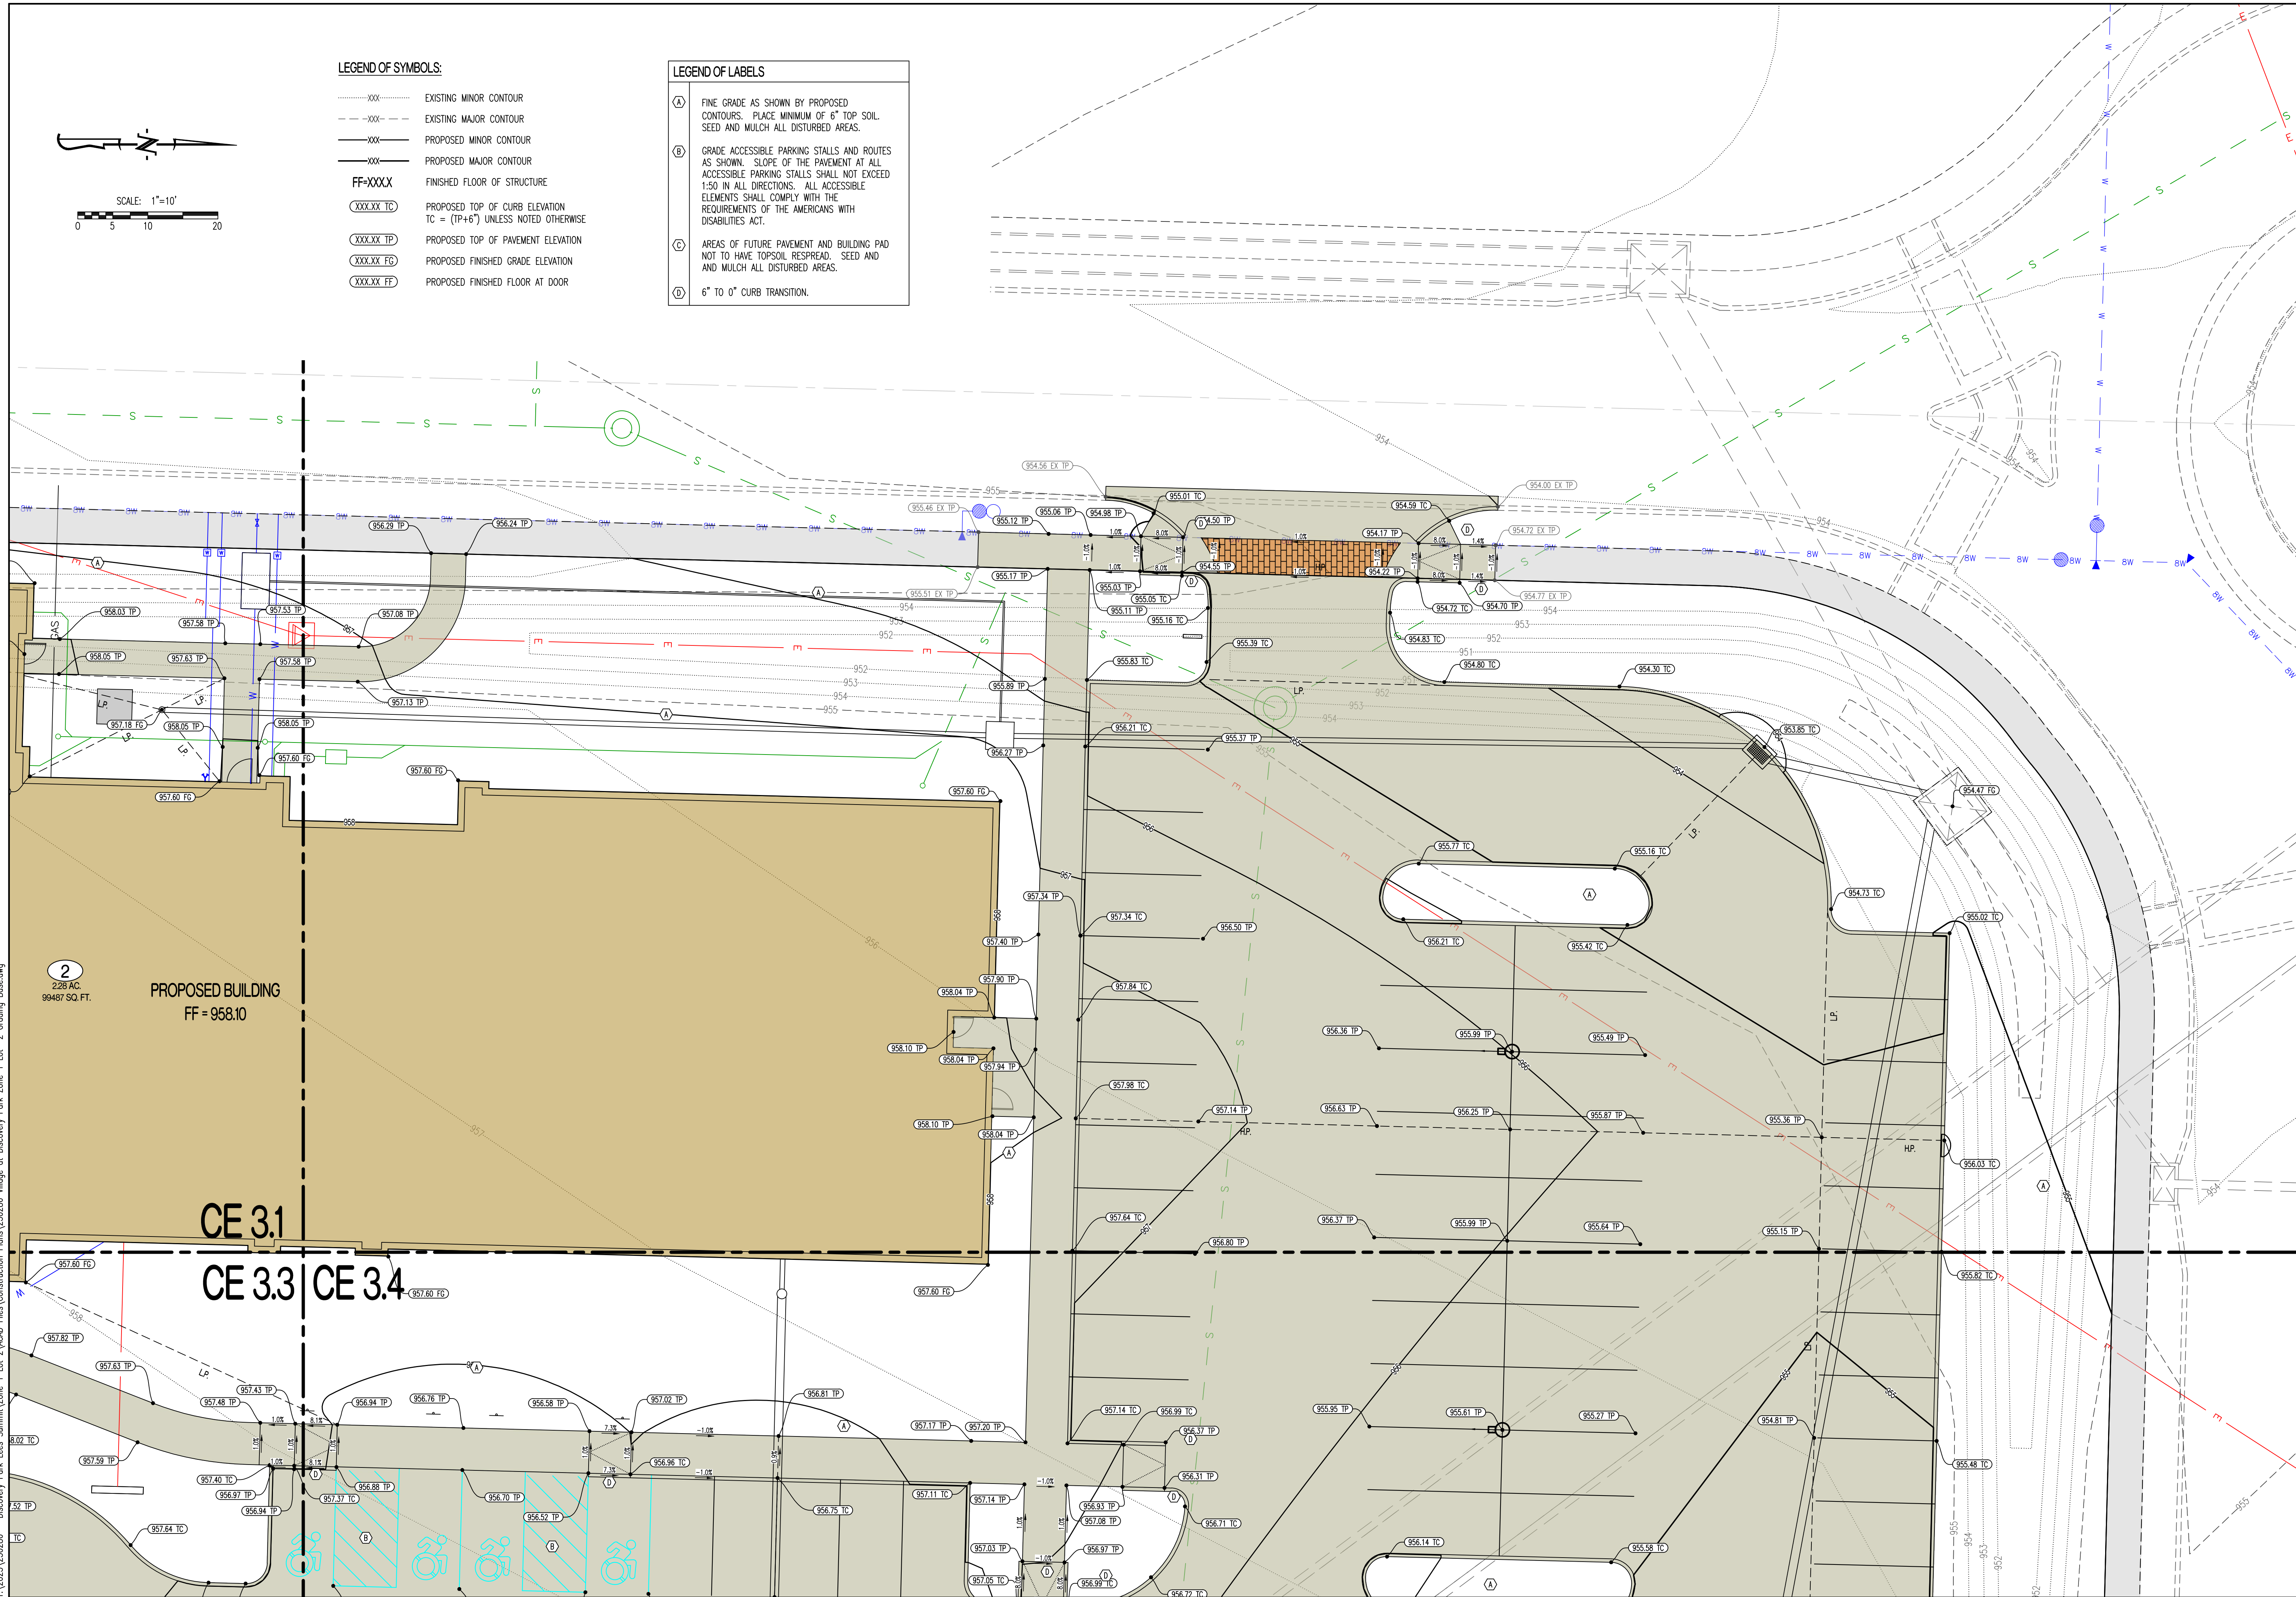 LEGEND OF SYMBOLS:
XXX EXISTING MINOR CONTOUR
XXX EXISTING MAJOR CONTOUR
XXX PROPOSED MINOR CONTOUR
XXX PROPOSED MAJOR CONTOUR
FF=XXX.X FINISHED FLOOR OF STRUCTURE
XXX.XX TC PROPOSED TOP OF CURB ELEVATION
TC = (TP+6") UNLESS NOTED OTHERWISE
XXX.XX TP PROPOSED TOP OF PAVEMENT ELEVATION
XXX.XX FG PROPOSED FINISHED GRADE ELEVATION
XXX.XX FF PROPOSED FINISHED FLOOR AT DOOR
SCALE: 1"=10'
0 5 10 20
LEGEND OF LABELS
A FINE GRADE AS SHOWN BY PROPOSED
CONTOURS. PLACE MINIMUM OF 6" TOP SOIL.
SEED AND MULCH ALL DISTURBED AREAS.
B GRADE ACCESSIBLE PARKING STALLS AND ROUTES
AS SHOWN. SLOPE OF THE PAVEMENT AT ALL
ACCESSIBLE PARKING STALLS SHALL NOT EXCEED
1:50 IN ALL DIRECTIONS. ALL ACCESSIBLE
ELEMENTS SHALL COMPLY WITH THE
REQUIREMENTS OF THE AMERICANS WITH
DISABILITIES ACT.
C AREAS OF FUTURE PAVEMENT AND BUILDING PAD
NOT TO HAVE TOPSOIL RESPREAD. SEED AND
AND MULCH ALL DISTURBED AREAS.
D 6" TO 0" CURB TRANSITION.
954.56 EX TP
955.01 TC
954.59 TC
954.00 EX TP
955.46 EX TP
955.12 TP
955.06 TP
954.98 TP
954.17 TP
954.72 EX TP
956.29 TP
956.24 TP
955.17 TP
955.51 EX TP
955.03 TP
955.05 TC
955.11 TP
954.55 TP
954.22 TP
954.77 EX TP
954.72 TC
954.70 TP
955.16 TC
954.83 TC
955.39 TC
958.03 TP
957.53 TP
957.58 TP
957.08 TP
GAS
958.05 TP
957.63 TP
957.58 TP
957.13 TP
955.83 TC
955.89 TP
954.80 TC
954.30 TC
957.18 FG
958.05 TP
958.05 TP
956.21 TC
955.37 TP
956.27 TP
953.85 TC
957.60 FG
957.60 FG
957.60 FG
957.60 FG
954.47 FG
955.77 TC
955.16 TC
957.34 TP
957.34 TC
956.50 TP
957.40 TP
956.21 TC
955.42 TC
954.73 TC
955.02 TC
2
2.28 AC.
99487 SQ. FT.
PROPOSED BUILDING
FF = 958.10
957.90 TP
958.04 TP
957.84 TC
958.10 TP
958.04 TP
957.94 TP
956.36 TP
955.99 TP
955.49 TP
957.98 TC
958.10 TP
958.04 TP
957.14 TP
956.63 TP
956.25 TP
955.87 TP
955.36 TP
H.P.
H.P.
956.03 TC
CE 3.1
957.64 TC
956.80 TP
956.37 TP
955.99 TP
955.64 TP
955.15 TP
955.82 TC
CE 3.3
CE 3.4
957.60 FG
957.60 FG
957.60 FG
957.82 TP
957.63 TP
957.43 TP
957.48 TP
956.94 TP
956.76 TP
956.58 TP
957.02 TP
956.81 TP
957.17 TP
957.20 TP
957.14 TC
956.99 TC
956.37 TP
955.95 TP
955.61 TP
955.27 TP
954.81 TP
955.48 TC
957.59 TP
957.40 TC
956.97 TP
956.94 TP
957.37 TC
956.88 TP
956.70 TP
956.52 TP
956.96 TC
956.75 TC
957.11 TC
957.14 TP
956.93 TP
957.08 TP
956.31 TP
956.71 TC
957.64 TC
957.03 TP
956.97 TP
957.05 TC
956.99 TC
956.72 TC
956.14 TC
955.58 TC